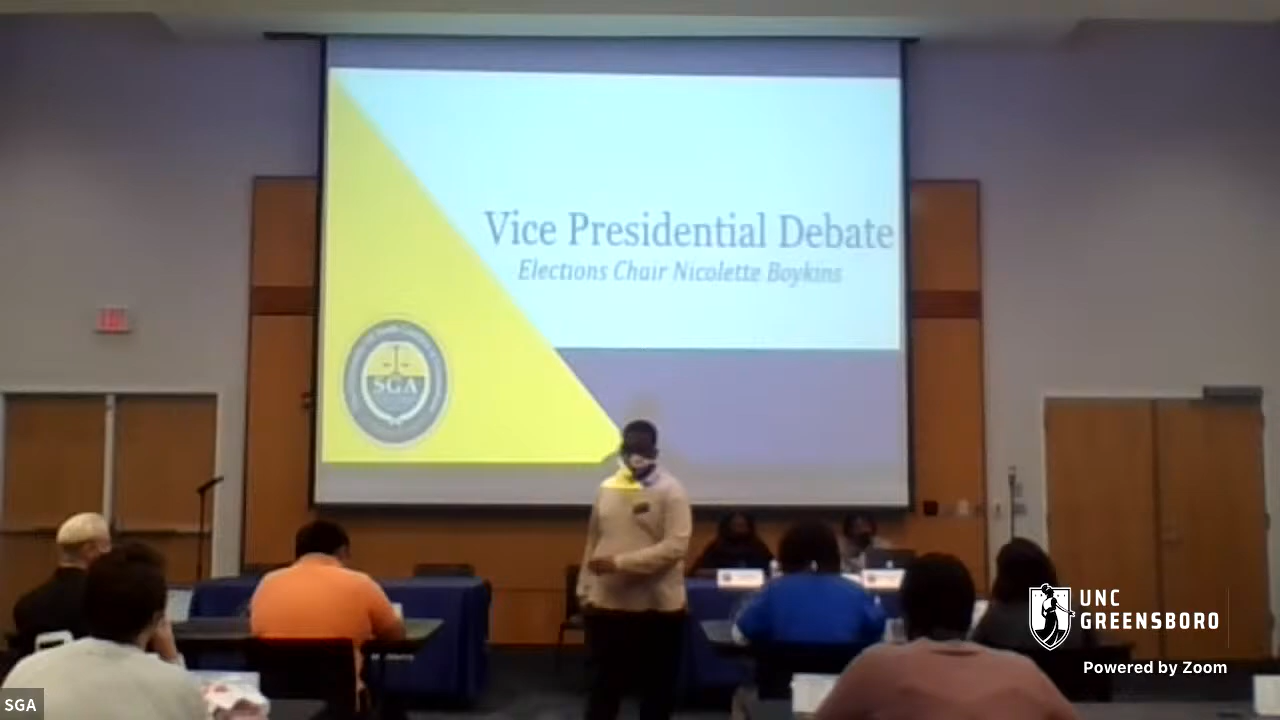 Vice Presidential Debate
Elections Chair Nicolette Boykins
SGA
UNC
GREENSBORO
Powered by Zoom
SGA